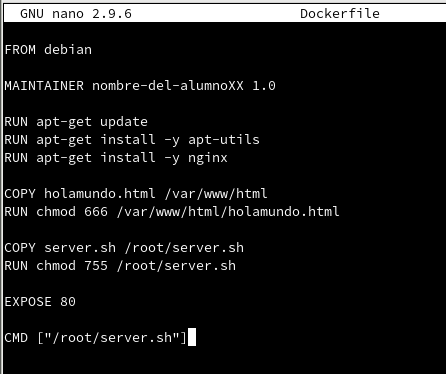 GNU nano 2.9.6 Dockerfile
FROM debian
MAINTAINER nombre-del-alumnoXX 1.0
RUN apt-get update
RUN apt-get install -y apt-utils
RUN apt-get install -y nginx
COPY holamundo.html /var/www/html
RUN chmod 666 /var/www/html/holamundo.html
COPY server.sh /root/server.sh
RUN chmod 755 /root/server.sh
EXPOSE 80
CMD ["/root/server.sh"]